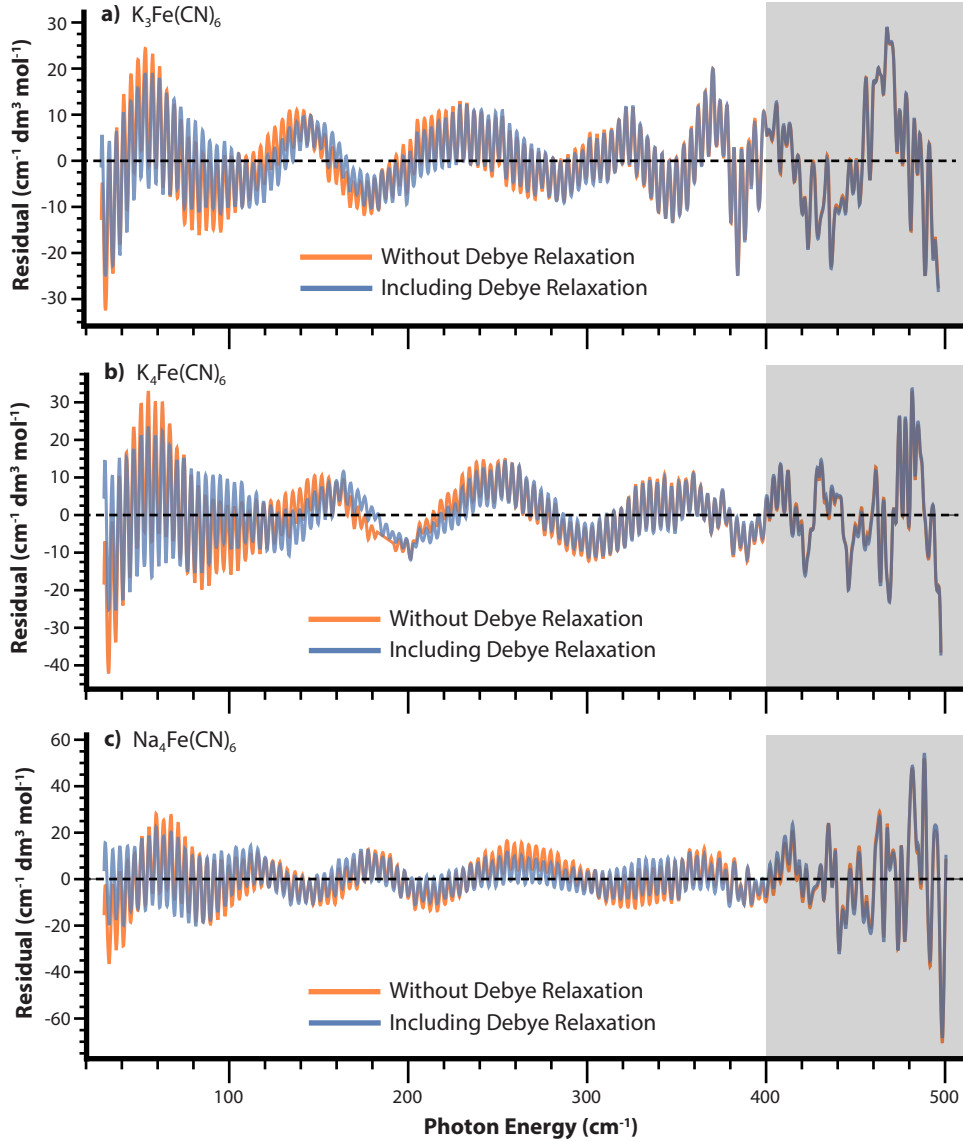 a) K₃Fe(CN)₆
30
20
10
0
-10
-20
-30
Residual (cm⁻¹ dm³ mol⁻¹)
Without Debye Relaxation
Including Debye Relaxation
b) K₄Fe(CN)₆
30
20
10
0
-10
-20
-30
-40
Residual (cm⁻¹ dm³ mol⁻¹)
Without Debye Relaxation
Including Debye Relaxation
c) Na₄Fe(CN)₆
60
40
20
0
-20
-40
-60
Residual (cm⁻¹ dm³ mol⁻¹)
Without Debye Relaxation
Including Debye Relaxation
100 200 300 400 500
Photon Energy (cm⁻¹)